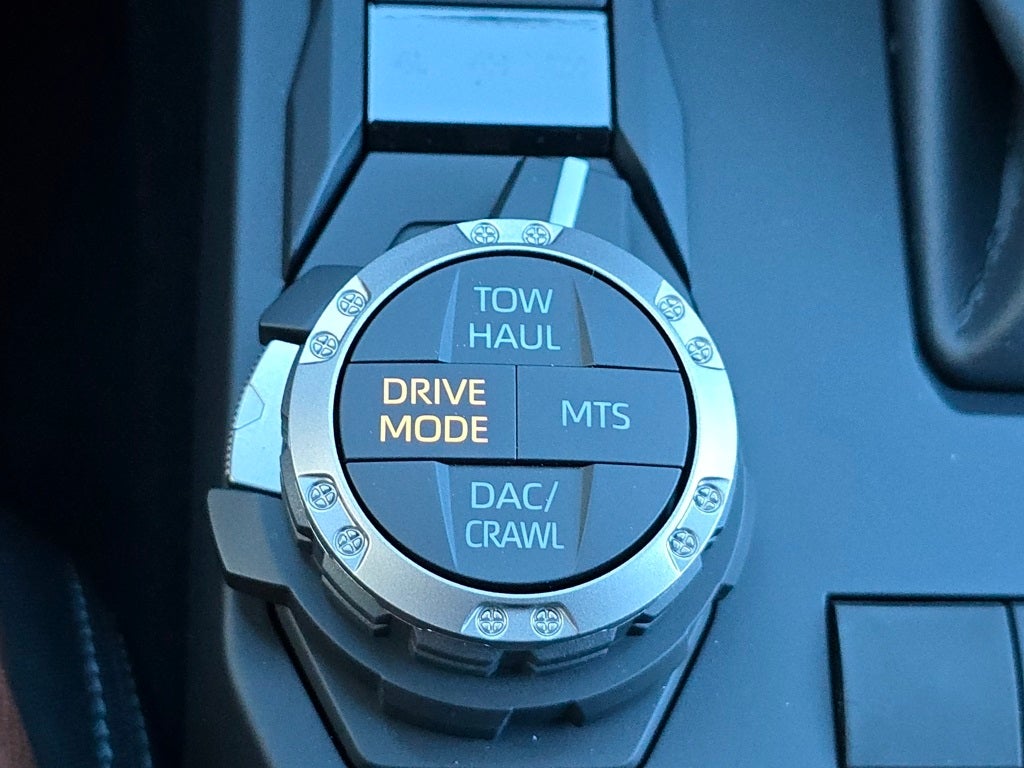 TOW
HAUL
DRIVE
MODE
MTS
DAC/
CRAWL